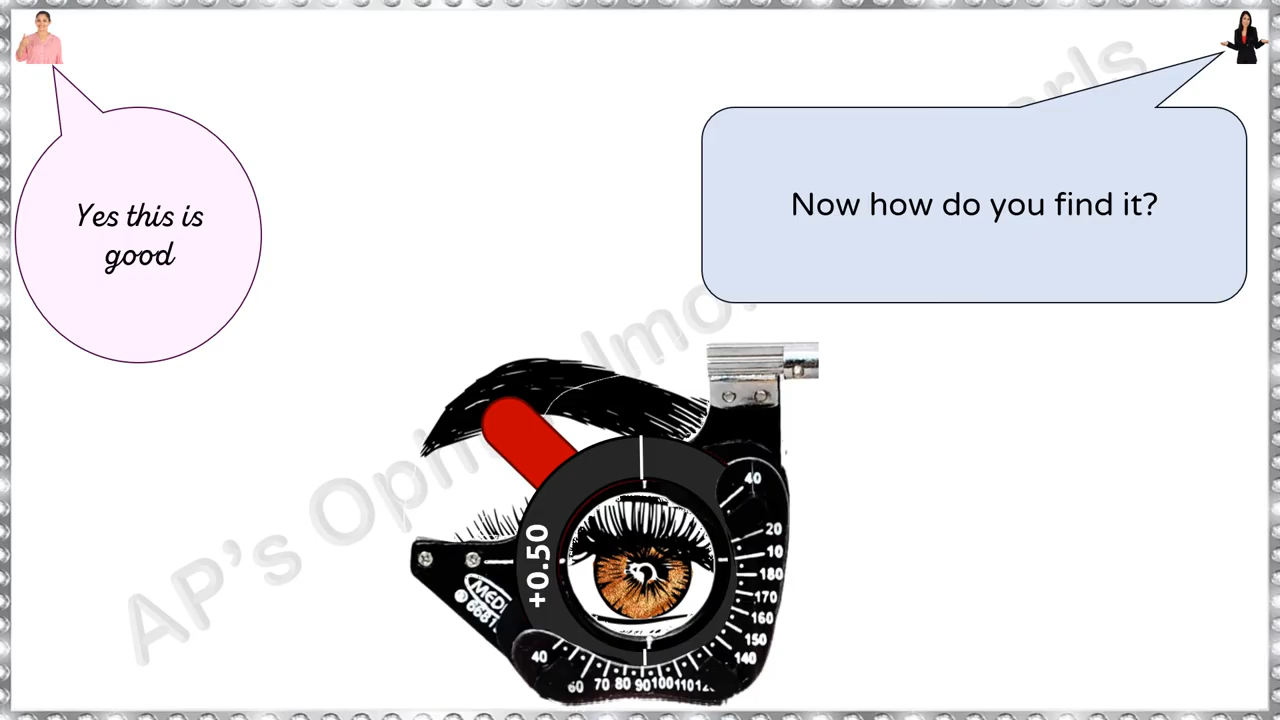 Yes this is
good
Now how do you find it?
AP's
+0.50
40
20
10
180
170
160
150
140
40
60 70 80 90 100 110